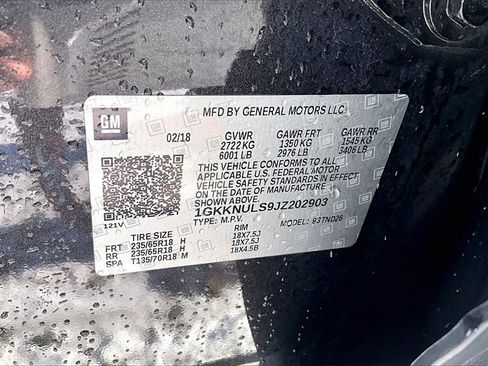 GM
MFD BY GENERAL MOTORS LLC
02/18 GVWR GAWR FRT GAWR RR
2722 KG 1350 KG 1545 KG
6001 LB 2976 LB 3406 LB
THIS VEHICLE CONFORMS TO ALL
APPLICABLE U.S. FEDERAL MOTOR
VEHICLE SAFETY STANDARDS IN EFFECT
ON THE DATE OF MANUFACTURE
SHOWN ABOVE.
1GKKNULS9JZ202903
TYPE: M.P.V. MODEL: 93TND26
121V
TIRE SIZE RIM
FRT 235/65R18 H 18X7.5J
RR 235/65R18 H 18X7.5J
SPA T135/70R18 M 18X4.5B